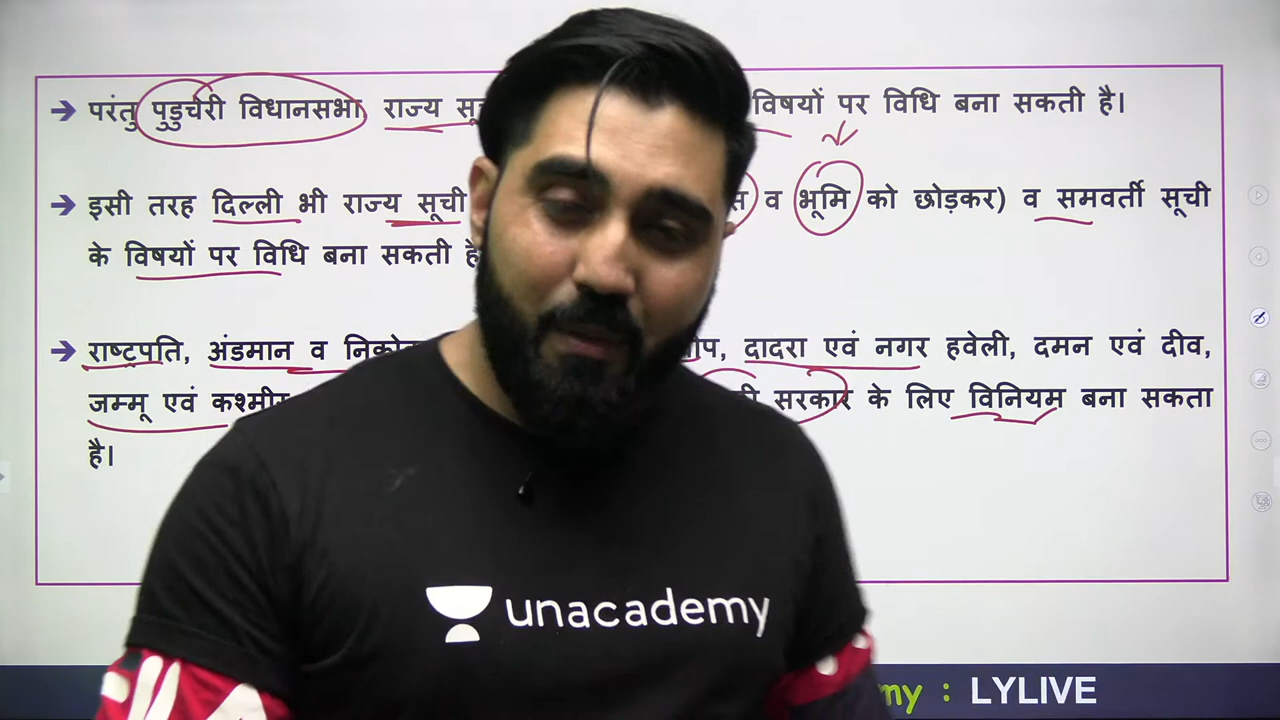 ➔ परंतु पुडुचेरी विधानसभा राज्य विषयों पर विधि बना सकती है।
➔ इसी तरह दिल्ली भी राज्य सूची व भूमि को छोड़कर) व समवर्ती सूची
के विषयों पर विधि बना सकती
➔ राष्ट्रपति, अंडमान व दादरा एवं नगर हवेली, दमन एवं दीव,
जम्मू एवं कश्मीर सरकार के लिए विनियम बना सकता
है।
unacademy
: LYLIVE